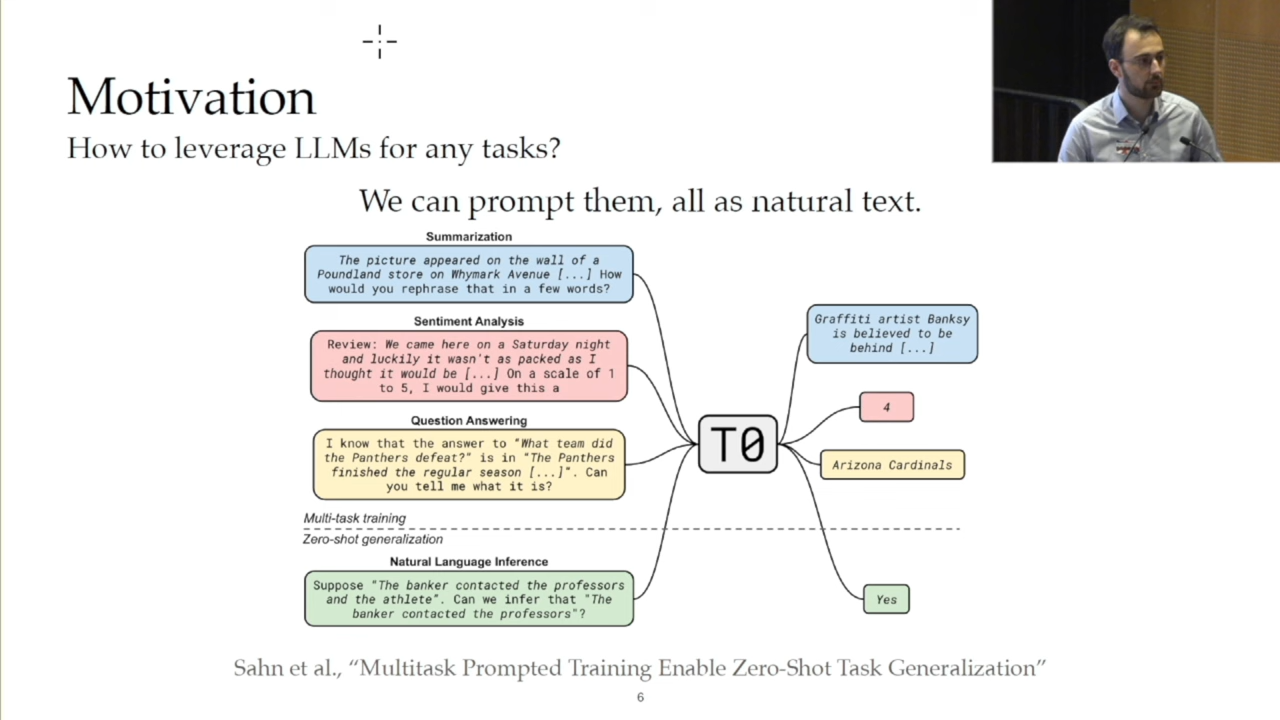 Motivation
How to leverage LLMs for any tasks?
We can prompt them, all as natural text.
Summarization
The picture appeared on the wall of a
Poundland store on Whymark Avenue [...] How
would you rephrase that in a few words?
Sentiment Analysis
Review: We came here on a Saturday night
and luckily it wasn't as packed as I
thought it would be [...] On a scale of 1
to 5, I would give this a
Question Answering
I know that the answer to "What team did
the Panthers defeat?" is in "The Panthers
finished the regular season [...]". Can
you tell me what it is?
Multi-task training
Zero-shot generalization
Natural Language Inference
Suppose "The banker contacted the professors
and the athlete". Can we infer that "The
banker contacted the professors"?
T0
Graffiti artist Banksy
is believed to be
behind [...]
4
Arizona Cardinals
Yes
Sahn et al., “Multitask Prompted Training Enable Zero-Shot Task Generalization”
6